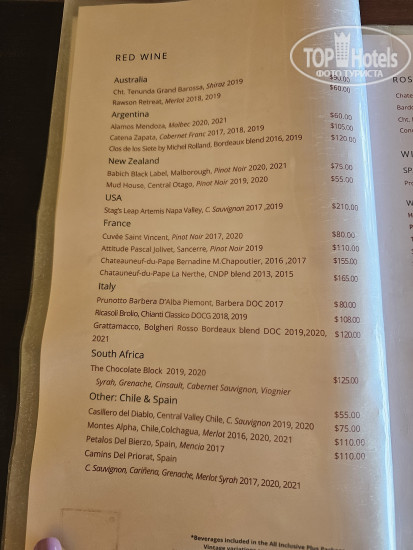 TOP Hotels
ФОТО ТУРИСТА
RED WINE
Australia
Cht. Tenunda Grand Barossa, Shiraz 2019
Rawson Retreat, Merlot 2018, 2019 $60.00
Argentina
Alamos Mendoza, Malbec 2020, 2021 $60.00
Catena Zapata, Cabernet Franc 2017, 2018, 2019 $105.00
Clos de los Siete by Michel Rolland, Bordeaux blend 2016, 2019 $120.00
New Zealand
Babich Black Label, Malborough, Pinot Noir 2020, 2021 $75.00
Mud House, Central Otago, Pinot Noir 2019, 2020 $55.00
USA
Stag's Leap Artemis Napa Valley, C. Sauvignon 2017 ,2019 $210.00
France
Cuvée Saint Vincent, Pinot Noir 2017, 2020 $80.00
Attitude Pascal Jolivet, Sancerre, Pinot Noir 2019 $110.00
Chateauneuf-du-Pape Bernadine M.Chapoutier, 2016 ,2017 $155.00
Chatauneuf-du-Pape La Nerthe, CNDP blend 2013, 2015 $165.00
Italy
Prunotto Barbera D'Alba Piemont, Barbera DOC 2017 $80.00
Ricasoli Brolio, Chianti Classico DOCG 2018, 2019 $108.00
Grattamacco, Bolgheri Rosso Bordeaux blend DOC 2019,2020, $120.00
2021
South Africa
The Chocolate Block 2019, 2020
Syrah, Grenache, Cinsault, Cabernet Sauvignon, Viognier $125.00
Other: Chile & Spain
Casillero del Diablo, Central Valley Chile, C. Sauvignon 2019, 2020 $55.00
Montes Alpha, Chile,Colchagua, Merlot 2016, 2020, 2021 $75.00
Petalos Del Bierzo, Spain, Mencia 2017 $110.00
Camins Del Priorat, Spain $110.00
C. Sauvignon, Cariñena, Grenache, Merlot Syrah 2017, 2020, 2021
*Beverages included in the All Inclusive Plus
Vintage
ROS
Chate
Bardo
Cht.
Con